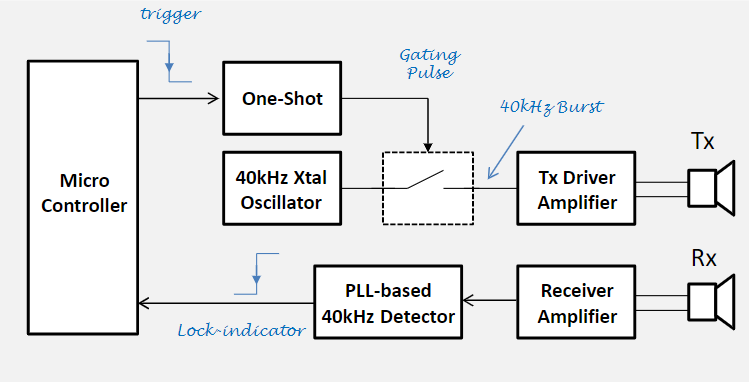 trigger
Gating
Pulse
One-Shot
40kHz Burst
Tx
Micro
Controller
40kHz Xtal
Oscillator
Tx Driver
Amplifier
Rx
PLL-based
40kHz Detector
Receiver
Amplifier
Lock-indicator